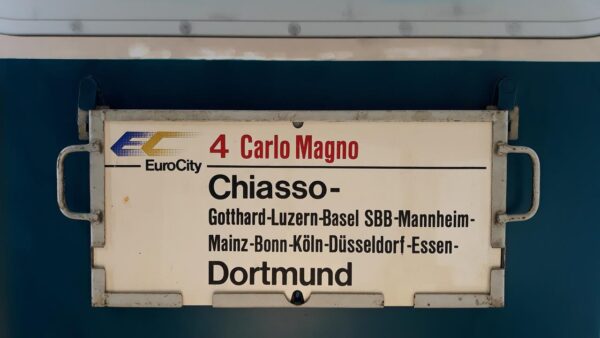 EC
EuroCity
4 Carlo Magno
Chiasso-
Gotthard-Luzern-Basel SBB-Mannheim-
Mainz-Bonn-Köln-Düsseldorf-Essen-
Dortmund